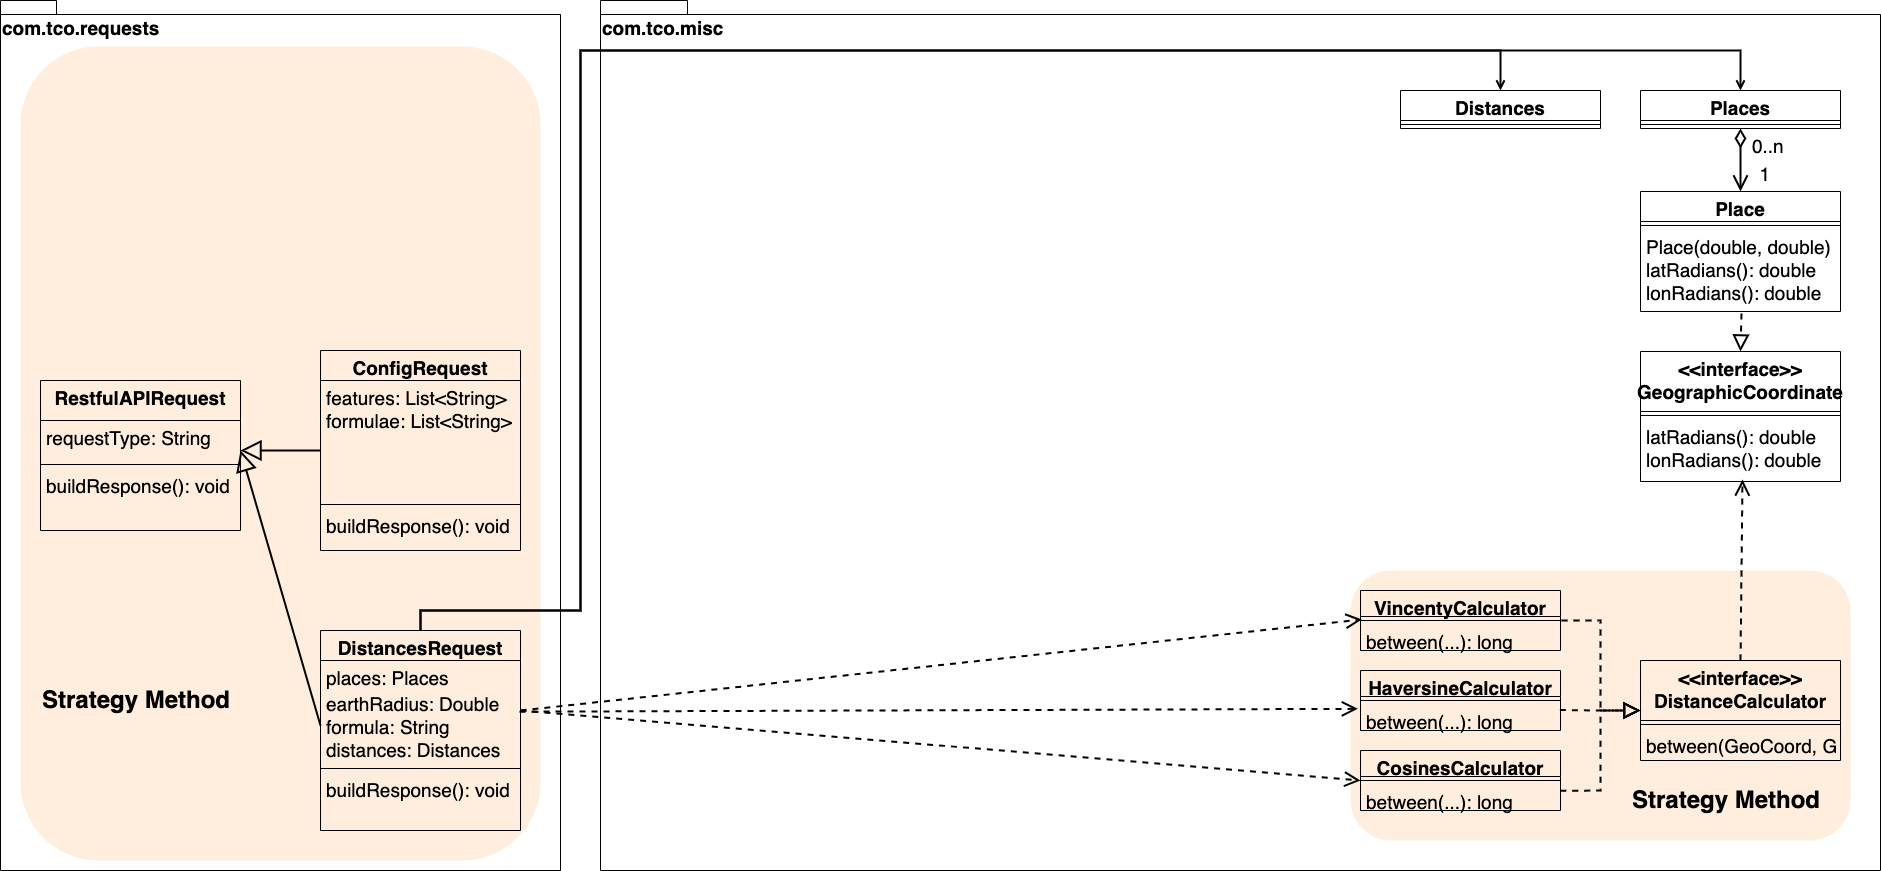 com.tco.requests
RestfulAPIRequest
requestType: String
buildResponse(): void
ConfigRequest
features: List<String>
formulae: List<String>
buildResponse(): void
Strategy Method
DistancesRequest
places: Places
earthRadius: Double
formula: String
distances: Distances
buildResponse(): void
com.tco.misc
Distances
Places
0..n
1
Place
Place(double, double)
latRadians(): double
lonRadians(): double
<<interface>>
GeographicCoordinate
latRadians(): double
lonRadians(): double
VincentyCalculator
between(...): long
HaversineCalculator
between(...): long
CosinesCalculator
between(...): long
<<interface>>
DistanceCalculator
between(GeoCoord, G
Strategy Method